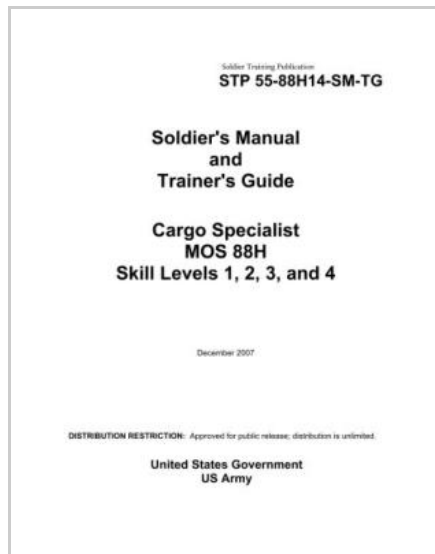 Soldier Training Publication
STP 55-88H14-SM-TG
Soldier's Manual
and
Trainer's Guide
Cargo Specialist
MOS 88H
Skill Levels 1, 2, 3, and 4
December 2007
DISTRIBUTION RESTRICTION: Approved for public release; distribution is unlimited.
United States Government
US Army